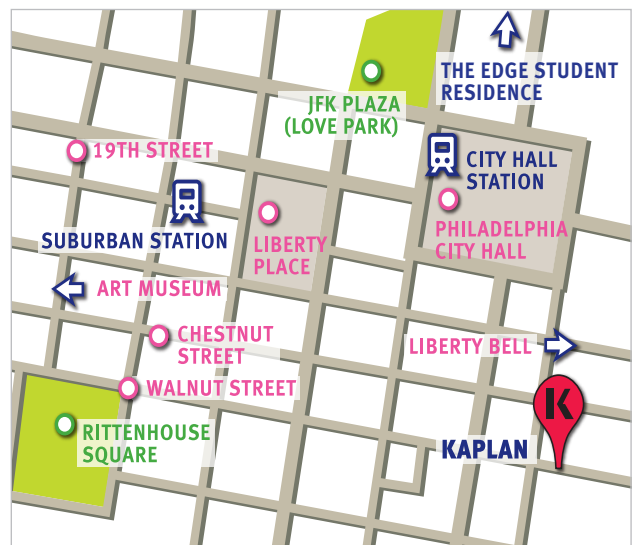 THE EDGE STUDENT
RESIDENCE
JFK PLAZA
(LOVE PARK)
19TH STREET
CITY HALL
STATION
SUBURBAN STATION
LIBERTY
PLACE
PHILADELPHIA
CITY HALL
ART MUSEUM
CHESTNUT
STREET
LIBERTY BELL
WALNUT STREET
K
RITTENHOUSE
SQUARE
KAPLAN